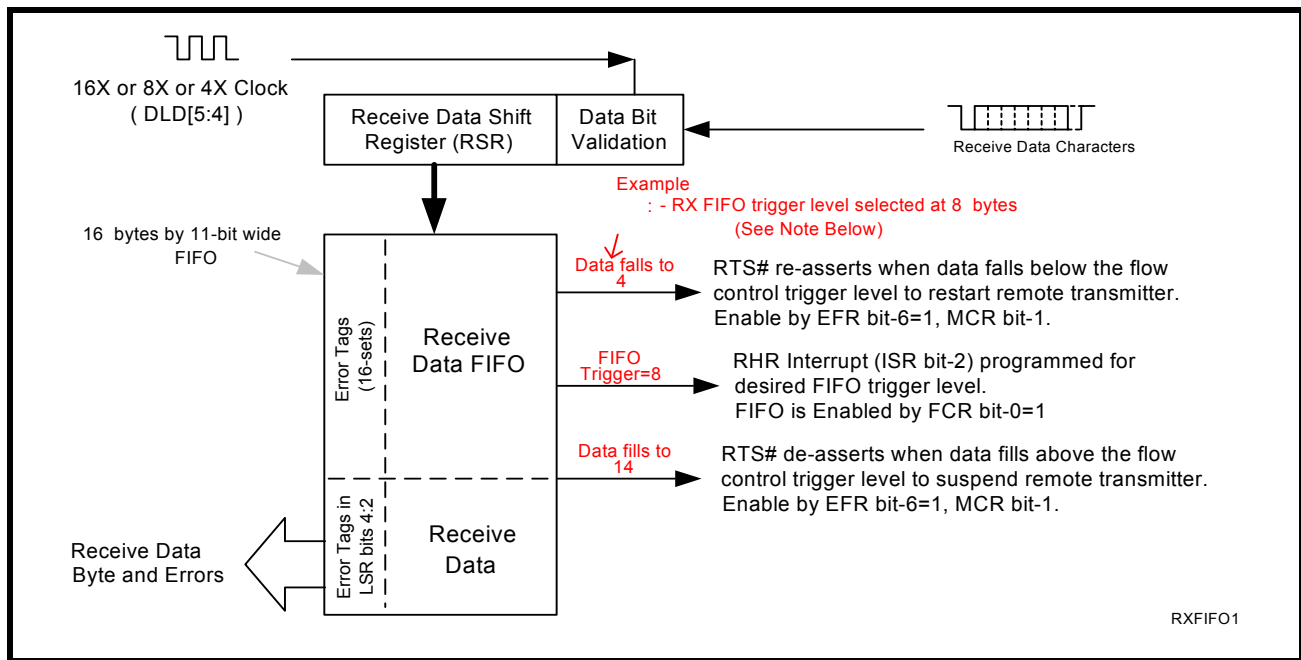 16X or 8X or 4X Clock
( DLD[5:4] )
Receive Data Shift
Register (RSR)
Data Bit
Validation
Receive Data Characters
Example
: - RX FIFO trigger level selected at 8 bytes
(See Note Below)
16 bytes by 11-bit wide
FIFO
Data falls to
4
RTS# re-asserts when data falls below the flow
control trigger level to restart remote transmitter.
Enable by EFR bit-6=1, MCR bit-1.
Error Tags
(16-sets)
Receive
Data FIFO
FIFO
Trigger=8
RHR Interrupt (ISR bit-2) programmed for
desired FIFO trigger level.
FIFO is Enabled by FCR bit-0=1
Data fills to
14
RTS# de-asserts when data fills above the flow
control trigger level to suspend remote transmitter.
Enable by EFR bit-6=1, MCR bit-1.
Error Tags in
LSR bits 4:2
Receive
Data
Receive Data
Byte and Errors
RXFIFO1